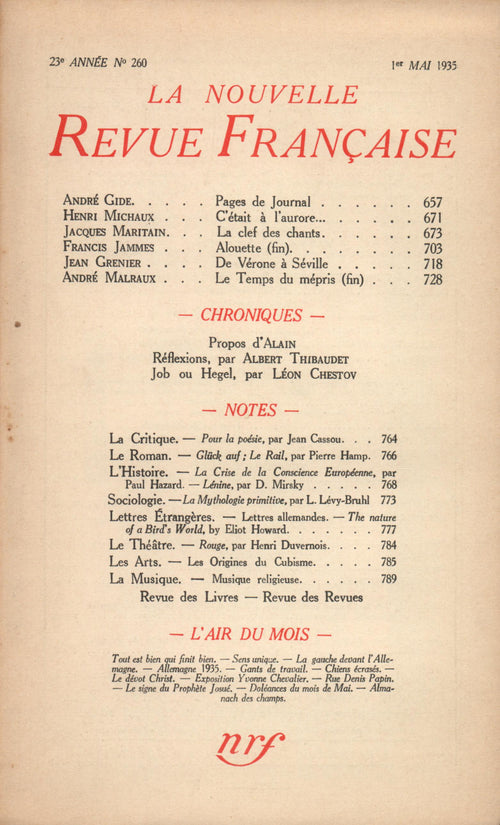 23e ANNÉE No 260 1er MAI 1935
LA NOUVELLE
REVUE FRANÇAISE
ANDRÉ GIDE. . . . . Pages de Journal . . . . . . 657
HENRI MICHAUX . . . C'était à l'aurore... . . . . . . 671
JACQUES MARITAIN. . . La clef des chants. . . . . . 673
FRANCIS JAMMES . . . Alouette (fin). . . . . . . . 703
JEAN GRENIER . . . . De Vérone à Séville . . . . . 718
ANDRÉ MALRAUX . . . Le Temps du mépris (fin) . . . 728
— CHRONIQUES —
Propos d'ALAIN
Réflexions, par ALBERT THIBAUDET
Job ou Hegel, par LÉON CHESTOV
— NOTES —
La Critique. — Pour la poésie, par Jean Cassou. . . 764
Le Roman. — Glück auf ; Le Rail, par Pierre Hamp. 766
L'Histoire. — La Crise de la Conscience Européenne, par
Paul Hazard. — Lénine, par D. Mirsky . . . . . 768
Sociologie. — La Mythologie primitive, par L. Lévy-Bruhl 773
Lettres Étrangères. — Lettres allemandes. — The nature
of a Bird's World, by Eliot Howard. . . . . . . 777
Le Théâtre. — Rouge, par Henri Duvernois. . . . . 784
Les Arts. — Les Origines du Cubisme. . . . . . 785
La Musique. — Musique religieuse. . . . . . . 789
Revue des Livres — Revue des Revues
— L'AIR DU MOIS —
Tout est bien qui finit bien. — Sens unique. — La gauche devant l'Alle-
magne. — Allemagne 1935. — Gants de travail. — Chiens écrasés. —
Le dévot Christ. — Exposition Yvonne Chevalier. — Rue Denis Papin.
— Le signe du Prophète Josué. — Doléances du mois de Mai. — Alma-
nach des champs.
nrf